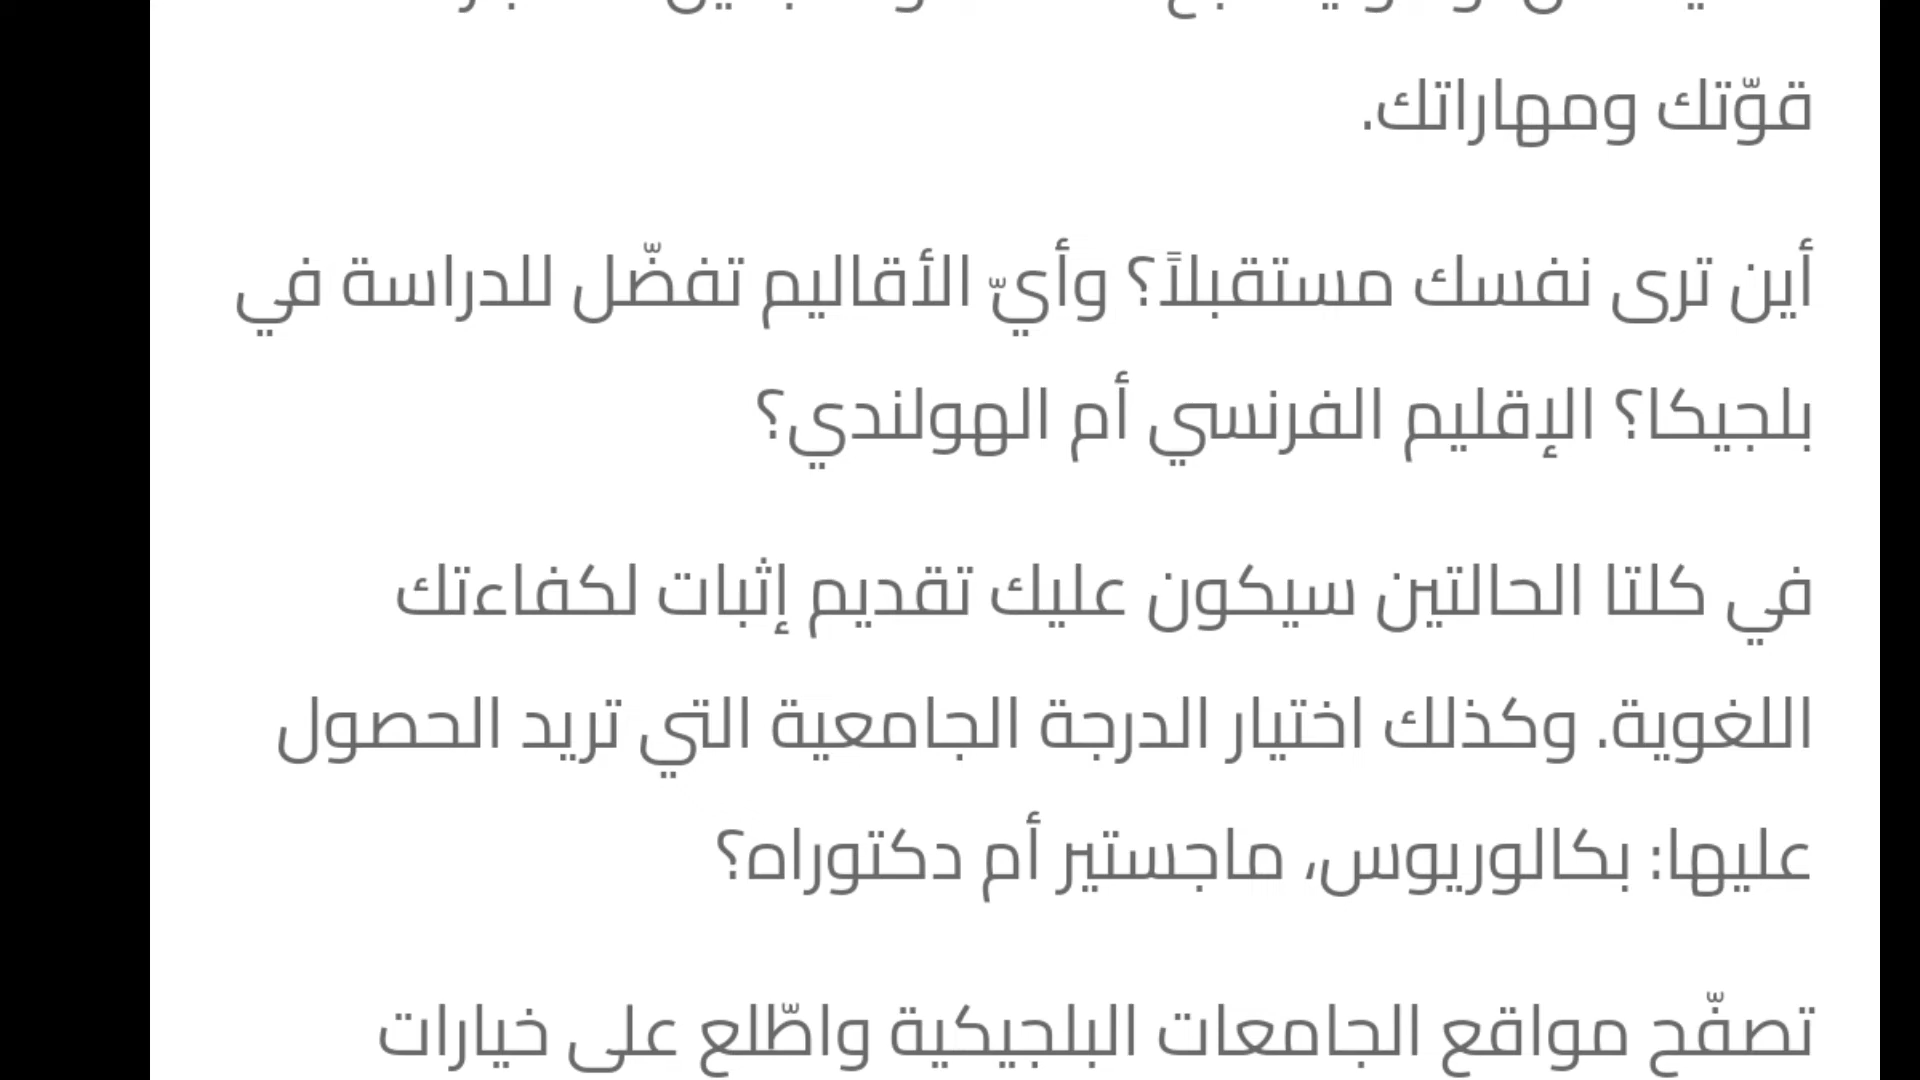 قوّتك ومهاراتك.
أين ترى نفسك مستقبلاً؟ وأيّ الأقاليم تفضّل للدراسة في
بلجيكا؟ الإقليم الفرنسي أم الهولندي؟
في كلتا الحالتين سيكون عليك تقديم إثبات لكفاءتك
اللغوية. وكذلك اختيار الدرجة الجامعية التي تريد الحصول
عليها: بكالوريوس، ماجستير أم دكتوراه؟
تصفّح مواقع الجامعات البلجيكية واطّلع على خيارات